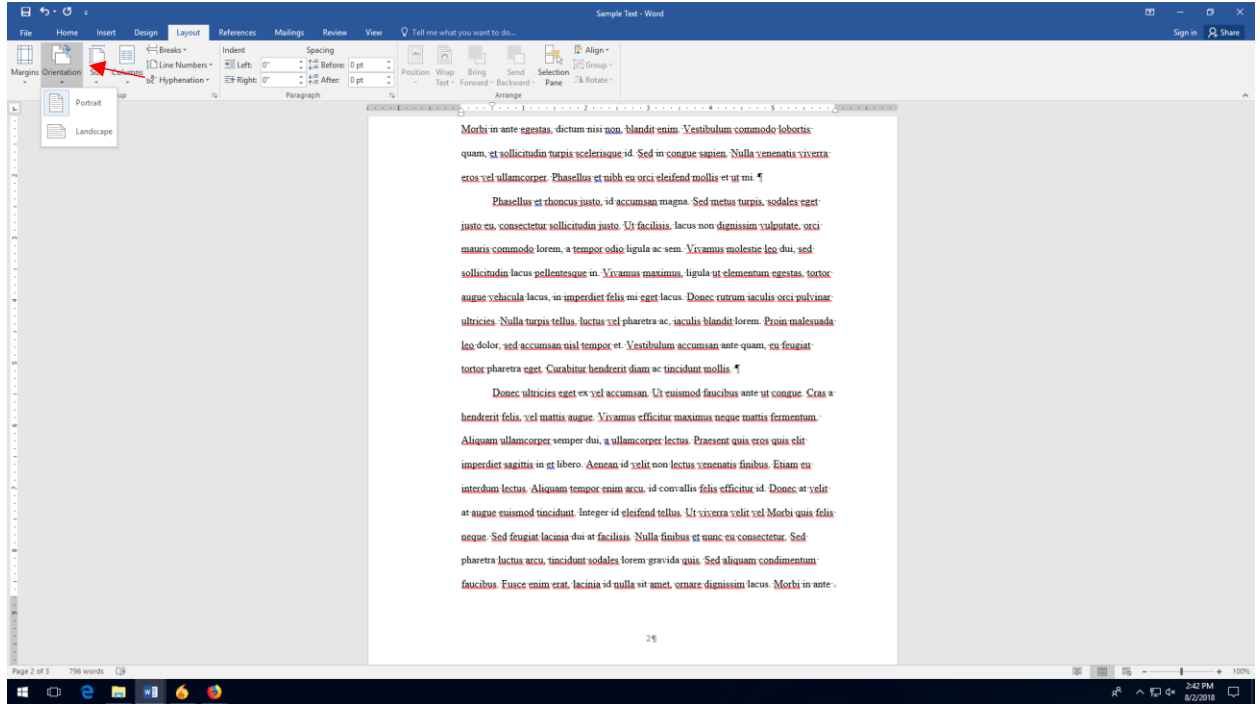 Sample Text - Word
File Home Insert Design Layout References Mailings Review View Tell me what you want to do... Sign in Share
Breaks Indent Spacing Align
Line Numbers Left: 0" Before: 0 pt Group
Margins Orientation Columns Hyphenation Right: 0" After: 0 pt Position Wrap Text Bring Forward Send Backward Selection Pane Rotate
Paragraph Arrange
Portrait
Landscape
1 1 2 3 4 5
Morbi in ante egestas, dictum nisi non, blandit enim. Vestibulum commodo lobortis
quam, et sollicitudin turpis scelerisque id. Sed in congue sapien. Nulla venenatis viverra
eros vel ullamcorper. Phasellus et nibh eu orci eleifend mollis et ut mi. ¶
Phasellus et rhoncus justo, id accumsan magna. Sed metus turpis, sodales eget
justo eu, consectetur sollicitudin justo. Ut facilisis, lacus non dignissim vulputate, orci
mauris commodo lorem, a tempor odio ligula ac sem. Vivamus molestie leo dui, sed
sollicitudin lacus pellentesque in. Vivamus maximus, ligula ut elementum egestas, tortor
augue vehicula lacus, in imperdiet felis mi eget lacus. Donec rutrum iaculis orci pulvinar
ultricies. Nulla turpis tellus, luctus vel pharetra ac, iaculis blandit lorem. Proin malesuada
leo dolor, sed accumsan nisl tempor et. Vestibulum accumsan ante quam, eu feugiat
tortor pharetra eget. Curabitur hendrerit diam ac tincidunt mollis. ¶
Donec ultricies eget ex vel accumsan. Ut euismod faucibus ante ut congue. Cras a
hendrerit felis, vel mattis augue. Vivamus efficitur maximus neque mattis fermentum.
Aliquam ullamcorper semper dui, a ullamcorper lectus. Praesent quis eros quis elit
imperdiet sagittis in et libero. Aenean id velit non lectus venenatis finibus. Etiam eu
interdum lectus. Aliquam tempor enim arcu, id convallis felis efficitur id. Donec at velit
at augue euismod tincidunt. Integer id eleifend tellus. Ut viverra velit vel Morbi quis felis
neque. Sed feugiat lacinia dui at facilisis. Nulla finibus et nunc eu consectetur. Sed
pharetra luctus arcu, tincidunt sodales lorem gravida quis. Sed aliquam condimentum
faucibus. Fusce enim erat, lacinia id nulla sit amet, ornare dignissim lacus. Morbi in ante
2¶
Page 2 of 3 796 words 100%
2:42 PM
8/2/2018